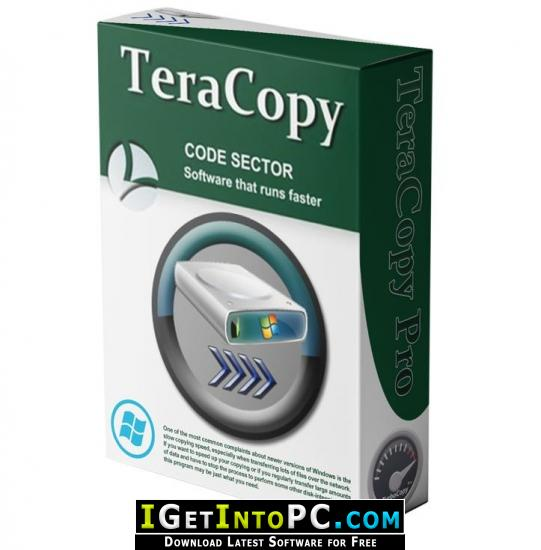 TeraCopy
CODE SECTOR
Software that runs faster
TeraCopy Pro
One of the most common complaints about newer versions of Windows is the
slow copying speed, especially when transferring lots of files over the network.
If you want to speed up your copying or if you regularly transfer large amounts
of data and have to stop the process to perform some other disk-intensi
this program may be just what you need.
IGETINTOPC.COM
DOWNLOAD LATEST SOFTWARE FOR FREE